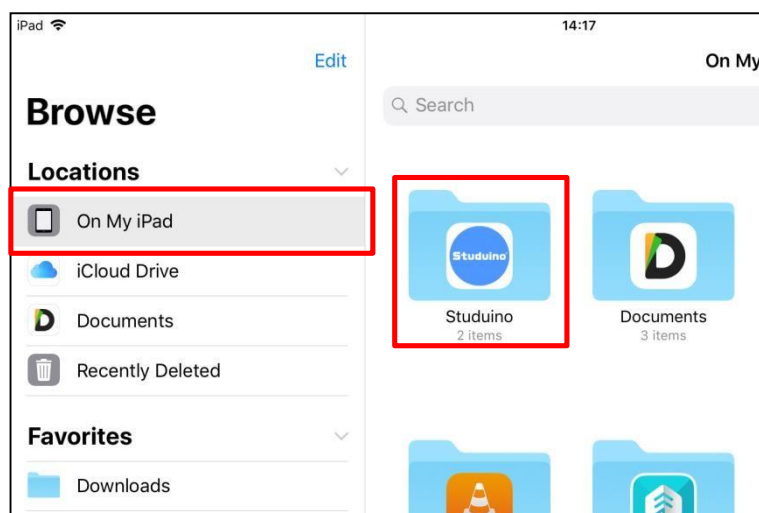 iPad
14:17
Edit
On My
Browse
Search
Locations
On My iPad
iCloud Drive
Documents
Recently Deleted
Favorites
Downloads
Studuino
Studuino
2 items
D
Documents
3 items